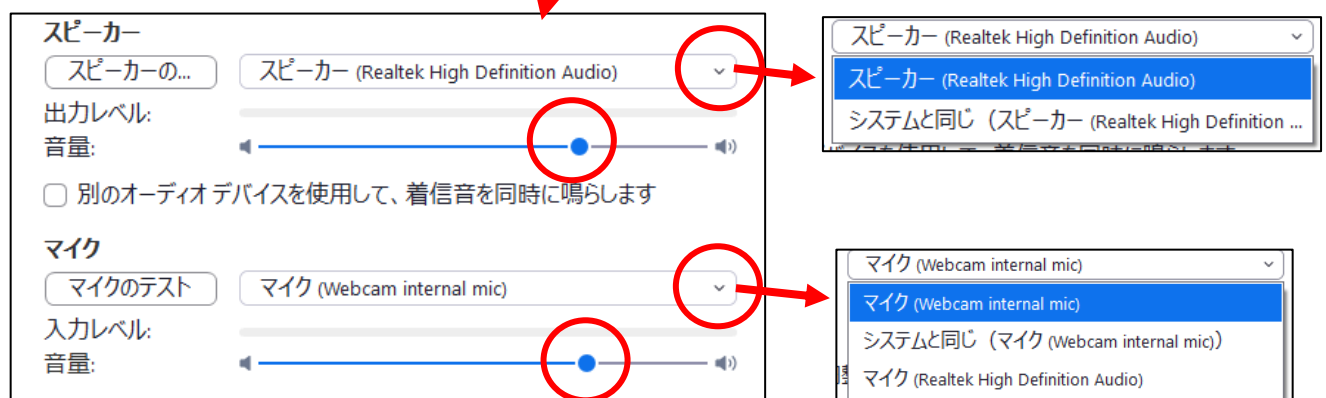 スピーカー
スピーカーの...
スピーカー (Realtek High Definition Audio)
出力レベル:
音量:
別のオーディオ デバイスを使用して、着信音を同時に鳴らします
マイク
マイクのテスト
マイク (Webcam internal mic)
入力レベル:
音量:
スピーカー (Realtek High Definition Audio)
スピーカー (Realtek High Definition Audio)
システムと同じ (スピーカー (Realtek High Definition ...
マイク (Webcam internal mic)
マイク (Webcam internal mic)
システムと同じ (マイク (Webcam internal mic))
マイク (Realtek High Definition Audio)